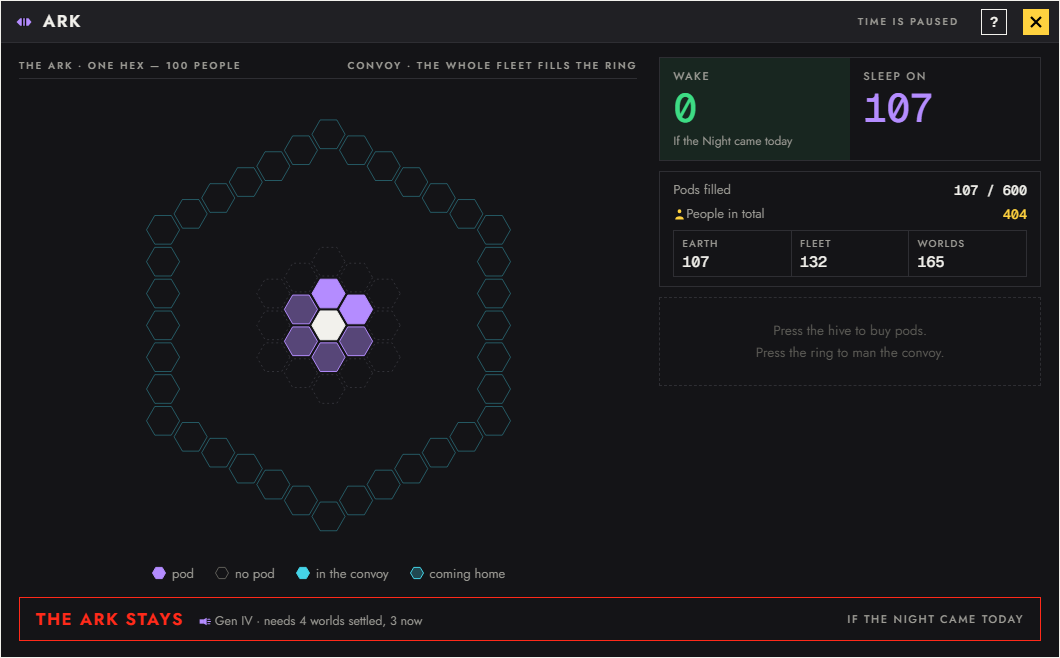 ARK
TIME IS PAUSED
?
THE ARK · ONE HEX — 100 PEOPLE
CONVOY · THE WHOLE FLEET FILLS THE RING
WAKE
0
If the Night came today
SLEEP ON
107
Pods filled
107 / 600
People in total
404
EARTH
107
FLEET
132
WORLDS
165
Press the hive to buy pods.
Press the ring to man the convoy.
pod
no pod
in the convoy
coming home
THE ARK STAYS
Gen IV · needs 4 worlds settled, 3 now
IF THE NIGHT CAME TODAY